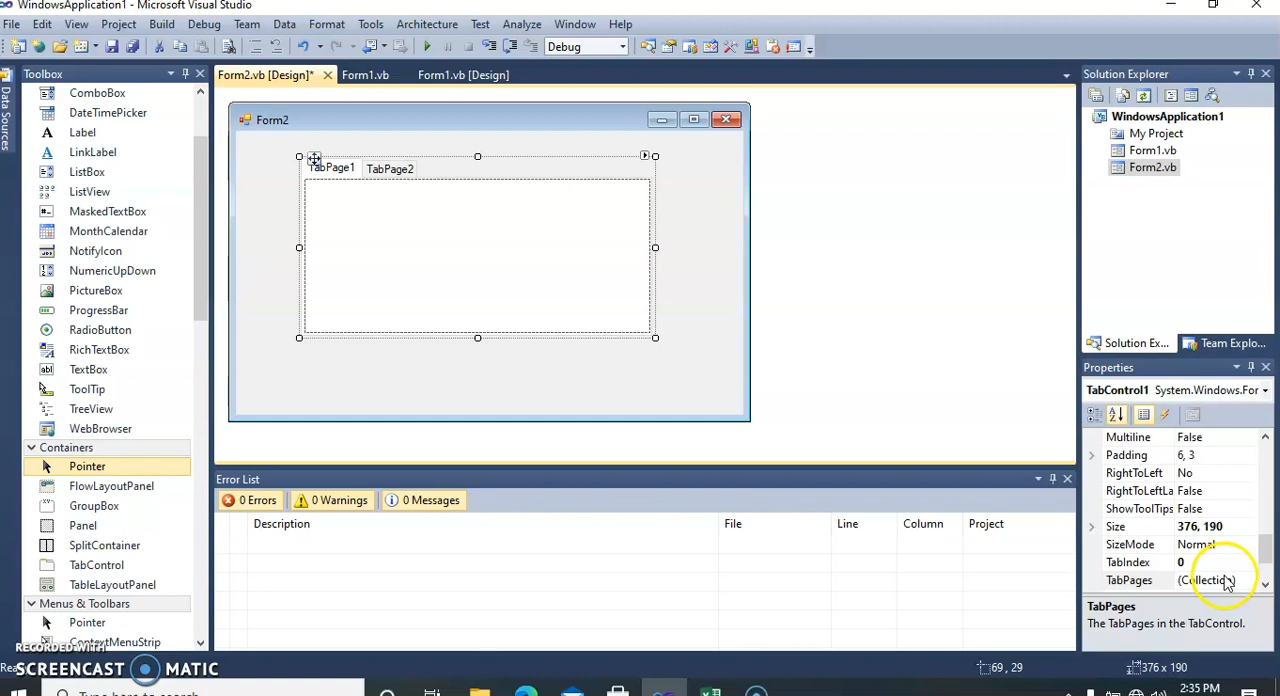 WindowsApplication1 - Microsoft Visual Studio
File Edit View Project Build Debug Team Data Format Tools Architecture Test Analyze Window Help
Debug
Data Sources
Toolbox
ComboBox
DateTimePicker
Label
LinkLabel
ListBox
ListView
MaskedTextBox
MonthCalendar
NotifyIcon
NumericUpDown
PictureBox
ProgressBar
RadioButton
RichTextBox
TextBox
ToolTip
TreeView
WebBrowser
Containers
Pointer
FlowLayoutPanel
GroupBox
Panel
SplitContainer
TabControl
TableLayoutPanel
Menus & Toolbars
Pointer
ContextMenuStrip
Form2.vb [Design]* Form1.vb Form1.vb [Design]
Form2
TabPage1 TabPage2
Error List
0 Errors 0 Warnings 0 Messages
Description File Line Column Project
Solution Explorer
WindowsApplication1
My Project
Form1.vb
Form2.vb
Solution Ex... Team Explo...
Properties
TabControl1 System.Windows.For
Multiline False
Padding 6, 3
RightToLeft No
RightToLeftLa False
ShowToolTips False
Size 376, 190
SizeMode Normal
TabIndex 0
TabPages (Collection)
TabPages
The TabPages in the TabControl.
RECORDED WITH
SCREENCAST MATIC
69 , 29 376 x 190
2:35 PM